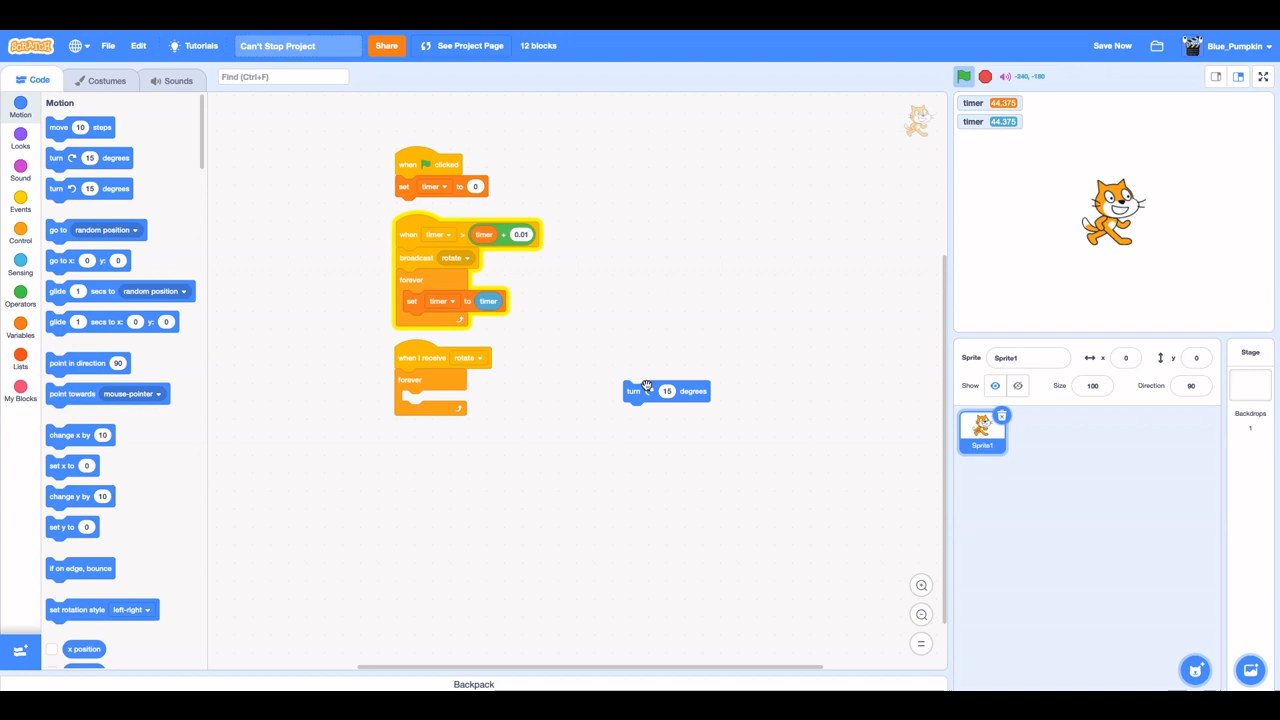 SCRATCH File Edit Tutorials Can't Stop Project Share See Project Page 12 blocks Save Now Blue_Pumpkin
Code Costumes Sounds Find (Ctrl+F) -240, -180
Motion
Looks
Sound
Events
Control
Sensing
Operators
Variables
Lists
My Blocks
Motion
move 10 steps
turn 15 degrees
turn 15 degrees
go to random position
go to x: 0 y: 0
glide 1 secs to random position
glide 1 secs to x: 0 y: 0
point in direction 90
point towards mouse-pointer
change x by 10
set x to 0
change y by 10
set y to 0
if on edge, bounce
set rotation style left-right
x position
when clicked
set timer to 0
when timer > timer + 0.01
broadcast rotate
forever
set timer to timer
when I receive rotate
forever
turn 15 degrees
timer 44.375
timer 44.375
Sprite Sprite1 x 0 y 0
Show Size 100 Direction 90
Sprite1
Stage
Backdrops
1
Backpack